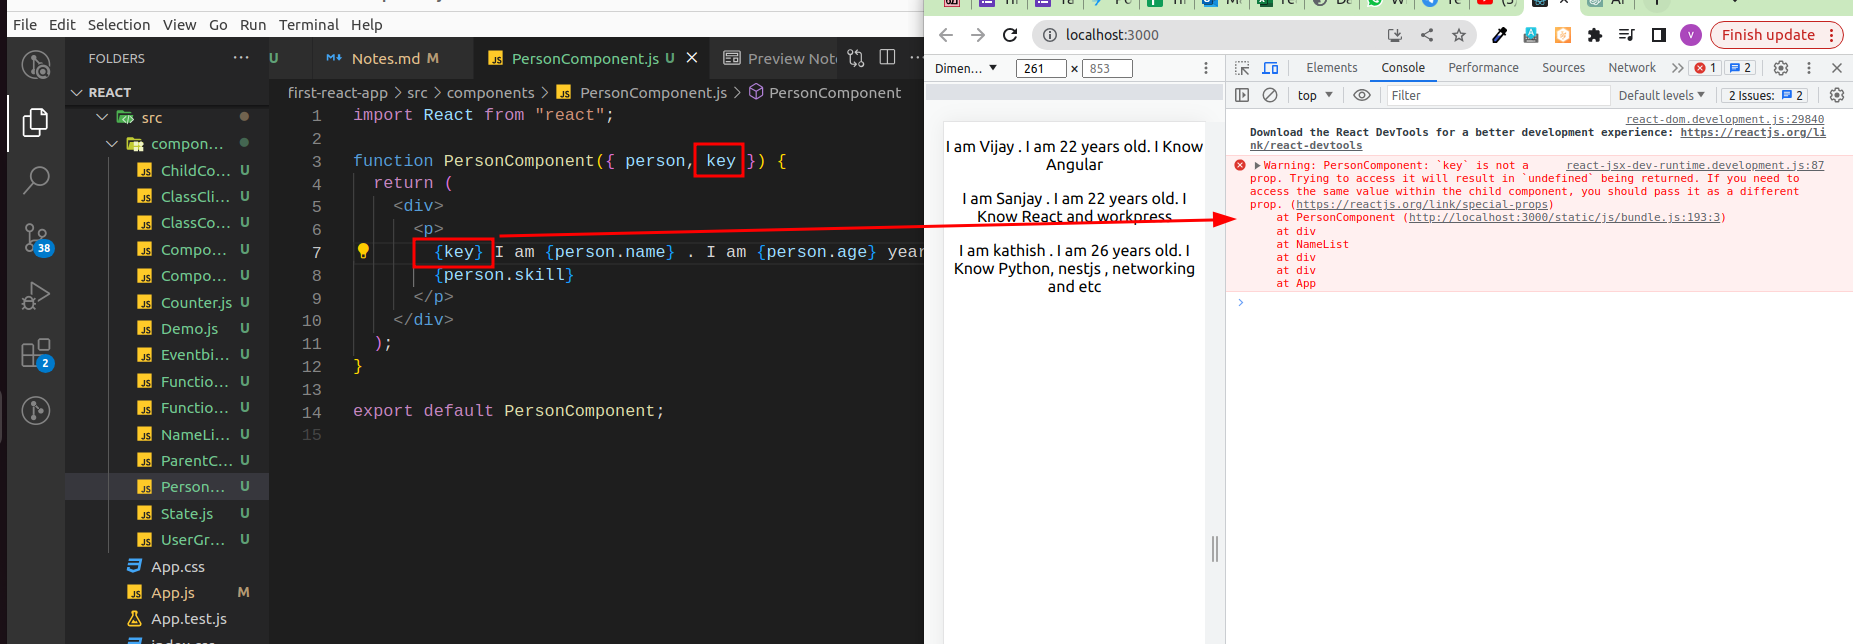 File Edit Selection View Go Run Terminal Help
FOLDERS
REACT
src
compon...
ChildCo... U
ClassCli... U
ClassCo... U
Compo... U
Compo... U
Counter.js U
Demo.js U
Eventbi... U
Functio... U
Functio... U
NameLi... U
ParentC... U
Person... U
State.js U
UserGr... U
App.css
App.js M
App.test.js
38
2
U
Notes.md M
PersonComponent.js U
Preview Not
first-react-app > src > components > PersonComponent.js > PersonComponent
1 import React from "react";
2
3 function PersonComponent({ person, key }) {
4 return (
5 <div>
6 <p>
7 {key} I am {person.name} . I am {person.age} year
8 {person.skill}
9 </p>
10 </div>
11 );
12 }
13
14 export default PersonComponent;
15
localhost:3000
V
Finish update
Dimen... 261 × 853
I am Vijay . I am 22 years old. I Know
Angular
I am Sanjay . I am 22 years old. I
Know React and workpress
I am kathish . I am 26 years old. I
Know Python, nestjs , networking
and etc
Elements Console Performance Sources Network 1 2
top Filter Default levels 2 Issues: 2
react-dom.development.js:29840
Download the React DevTools for a better development experience: https://reactjs.org/li
nk/react-devtools
Warning: PersonComponent: `key` is not a react-jsx-dev-runtime.development.js:87
prop. Trying to access it will result in `undefined` being returned. If you need to
access the same value within the child component, you should pass it as a different
prop. (https://reactjs.org/link/special-props)
at PersonComponent (http://localhost:3000/static/js/bundle.js:193:3)
at div
at NameList
at div
at div
at App